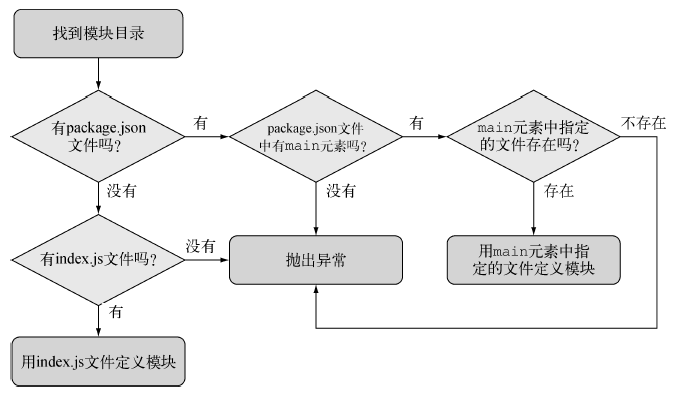 找到模块目录
有package.json
文件吗?
有
package.json文件
中有main元素吗?
有
main元素中指定
的文件存在吗?
不存在
没有
没有
存在
有index.js文件吗?
没有
抛出异常
用main元素中指
定的文件定义模块
有
用index.js文件定义模块